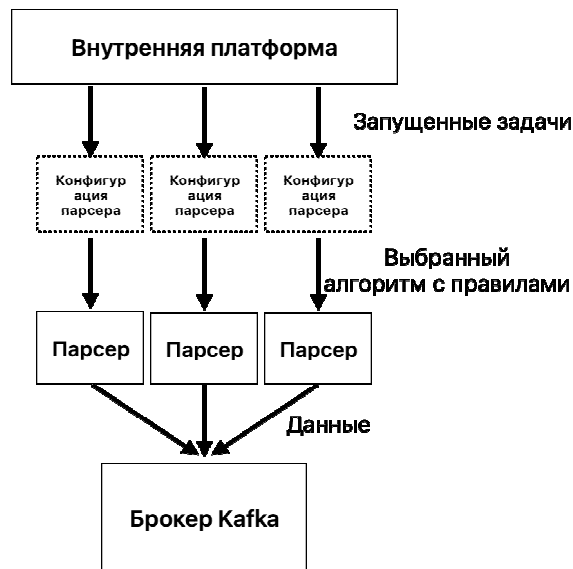 Внутренняя платформа
Запущенные задачи
Конфигур
ация
парсера
Конфигур
ация
парсера
Конфигур
ация
парсера
Выбранный
алгоритм с правилами
Парсер
Парсер
Парсер
Данные
Брокер Kafka